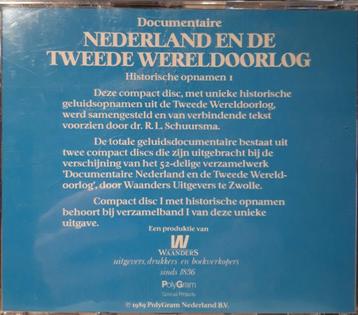 Documentaire
NEDERLAND EN DE
TWEEDE WERELDOORLOG
Historische opnamen 1
Deze compact disc, met unieke historische
geluidsopnamen uit de Tweede Wereldoorlog,
werd samengesteld en van verbindende tekst
voorzien door dr. R.L. Schuursma.
De totale geluidsdocumentaire bestaat uit
twee compact discs die zijn uitgebracht bij de
verschijning van het 52-delige verzamelwerk
'Documentaire Nederland en de Tweede Wereld-
oorlog', door Waanders Uitgevers te Zwolle.
Compact disc I met historische opnamen
behoort bij verzamelband I van deze unieke
uitgave.
Een produktie van
W
WAANDERS
uitgevers, drukkers en boekverkopers
sinds 1836
PolyGram
Special Projects
© 1989 PolyGram Nederland B.V.